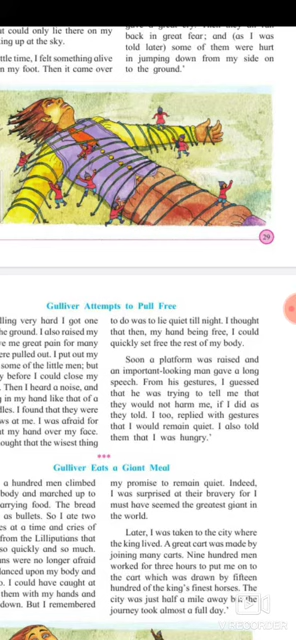 ut could only lie there on my
ing up at the sky.
ttle time, I felt something alive
n my foot. Then it came over
back in great fear; and (as I was
told later) some of them were hurt
in jumping down from my side on
to the ground.'
29
Gulliver Attempts to Pull Free
lling very hard I got one
he ground. I also raised my
ve me great pain for many
ere pulled out. I put out my
some of the little men; but
y before I could close my
. Then I heard a noise, and
g in my hand like that of a
dles. I found that they were
ws at me. I was afraid for
ut my hand over my face.
ought that the wisest thing
to do was to lie quiet till night. I thought
that then, my hand being free, I could
quickly set free the rest of my body.
Soon a platform was raised and
an important-looking man gave a long
speech. From his gestures, I guessed
that he was trying to tell me that
they would not harm me, if I did as
they told. I, too, replied with gestures
that I would remain quiet. I also told
them that I was hungry.'
***
Gulliver Eats a Giant Meal
a hundred men climbed
body and marched up to
arrying food. The bread
as bullets. So I ate two
es at a time and cries of
from the Lilliputians that
so quickly and so much.
ans were no longer afraid
lanced upon my body and
o. I could have caught at
them with my hands and
down. But I remembered
my promise to remain quiet. Indeed,
I was surprised at their bravery for I
must have seemed the greatest giant in
the world.
Later, I was taken to the city where
the king lived. A great cart was made by
joining many carts. Nine hundred men
worked for three hours to put me on to
the cart which was drawn by fifteen
hundred of the king's finest horses. The
city was just half a mile away but the
journey took almost a full day.'
VIDEO RECORDER